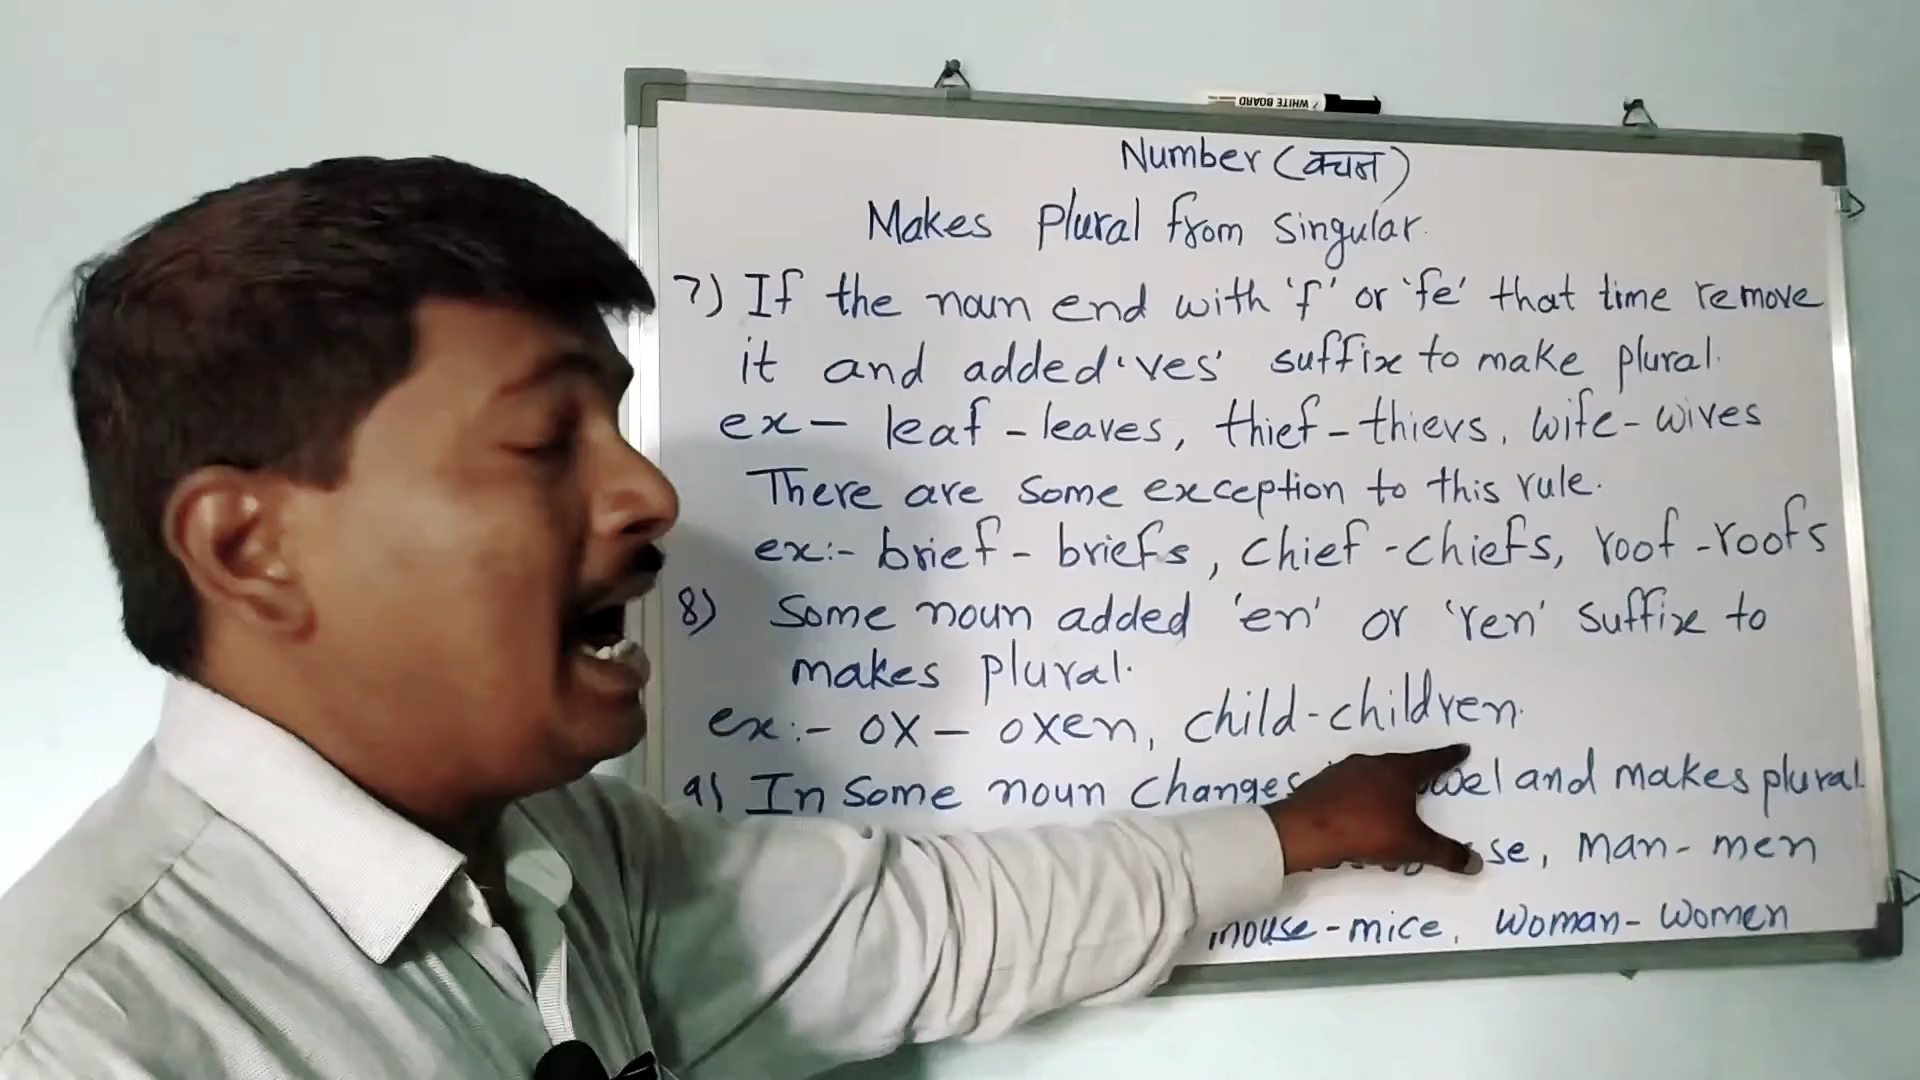 WHITE BOARD
Number (वचन)
Makes plural from singular.
7) If the noun end with 'f' or 'fe' that time remove
it and added 'ves' suffix to make plural.
ex— leaf - leaves, thief - thievs, wife - wives
There are some exception to this rule.
ex:- brief - briefs, chief - chiefs, roof - roofs
8) Some noun added 'en' or 'ren' suffix to
makes plural.
ex:- ox — oxen, child - children.
9) In some noun changes and makes plural.
man - men
mouse - mice, woman - women